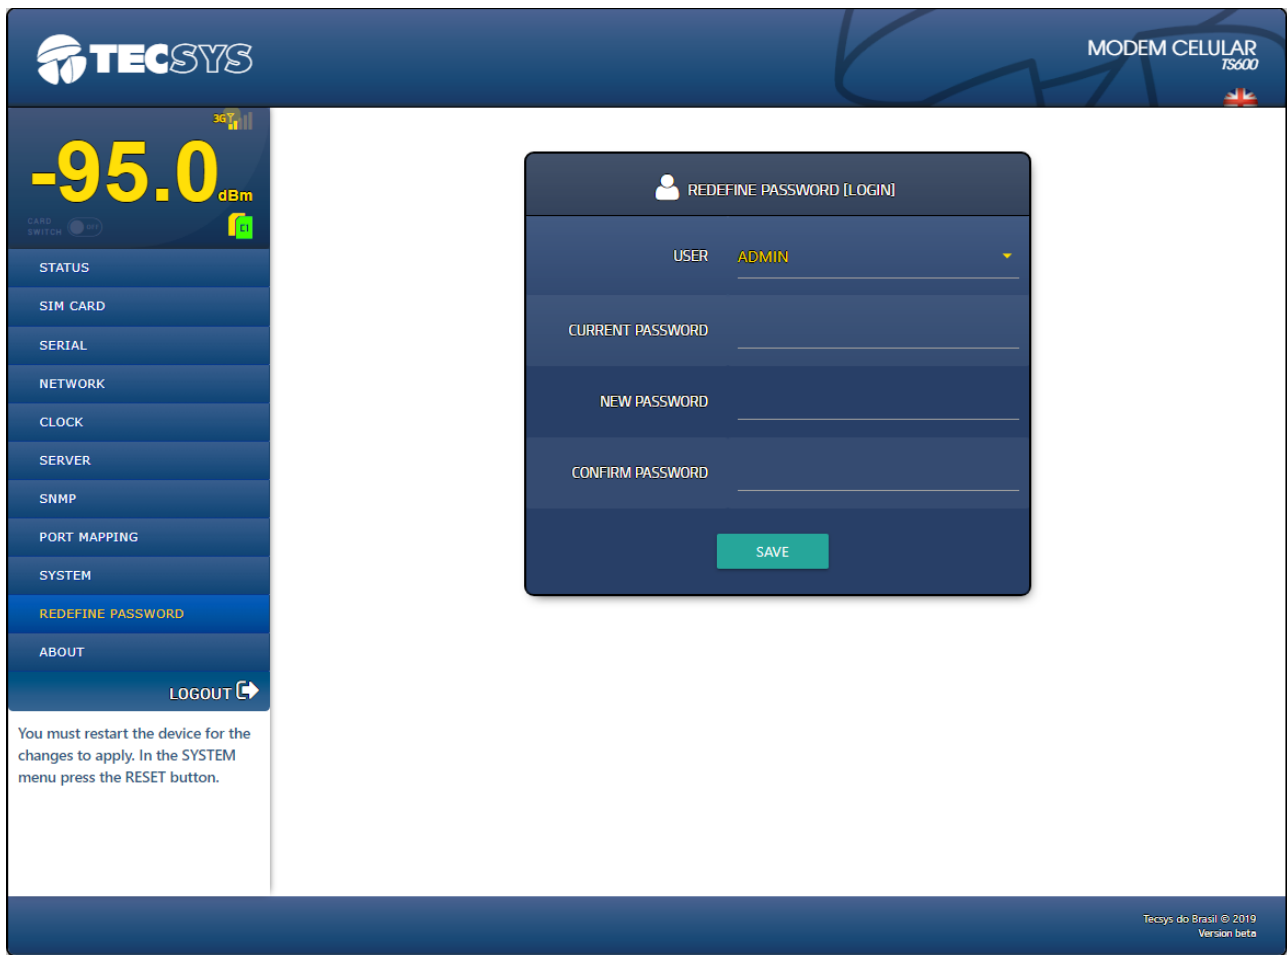 TECSYS
MODEM CELULAR
TS600
3G
-95.0
dBm
CARD
SWITCH
OFF
C1
STATUS
SIM CARD
SERIAL
NETWORK
CLOCK
SERVER
SNMP
PORT MAPPING
SYSTEM
REDEFINE PASSWORD
ABOUT
LOGOUT
You must restart the device for the
changes to apply. In the SYSTEM
menu press the RESET button.
REDEFINE PASSWORD [LOGIN]
USER ADMIN
CURRENT PASSWORD
NEW PASSWORD
CONFIRM PASSWORD
SAVE
Tecsys do Brasil © 2019
Version beta